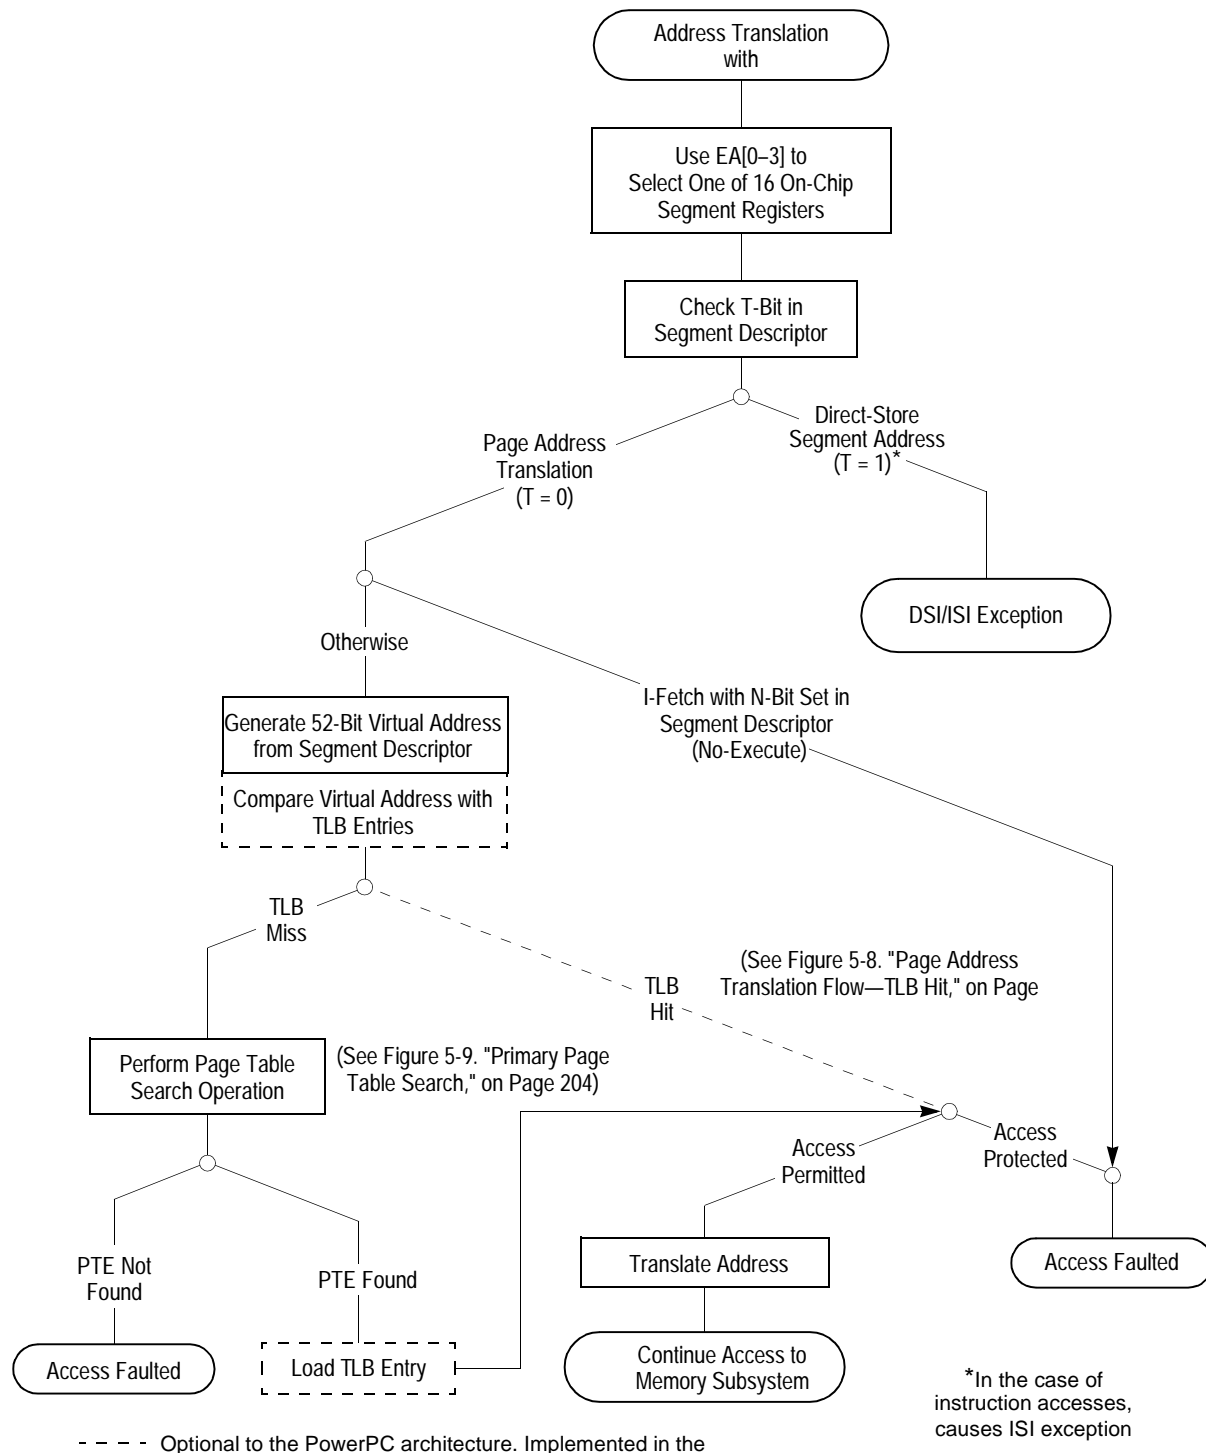 Address Translation
with
Use EA[0–3] to
Select One of 16 On-Chip
Segment Registers
Check T-Bit in
Segment Descriptor
Direct-Store
Segment Address
(T = 1)*
Page Address
Translation
(T = 0)
DSI/ISI Exception
Otherwise
I-Fetch with N-Bit Set in
Segment Descriptor
(No-Execute)
Generate 52-Bit Virtual Address
from Segment Descriptor
Compare Virtual Address with
TLB Entries
TLB
Miss
(See Figure 5-8. "Page Address
Translation Flow—TLB Hit," on Page
TLB
Hit
Perform Page Table
Search Operation
(See Figure 5-9. "Primary Page
Table Search," on Page 204)
Access
Permitted
Access
Protected
PTE Not
Found
PTE Found
Translate Address
Access Faulted
Access Faulted
Load TLB Entry
Continue Access to
Memory Subsystem
*In the case of
instruction accesses,
causes ISI exception
Optional to the PowerPC architecture. Implemented in the